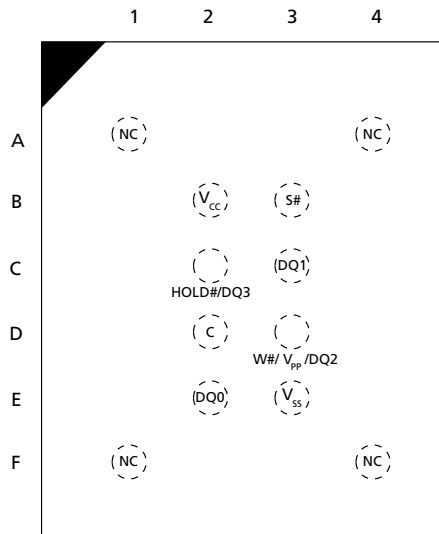 1 2 3 4
A NC NC
B VCC S#
C DQ1
HOLD#/DQ3
D C
W#/ VPP /DQ2
E DQ0 VSS
F NC NC